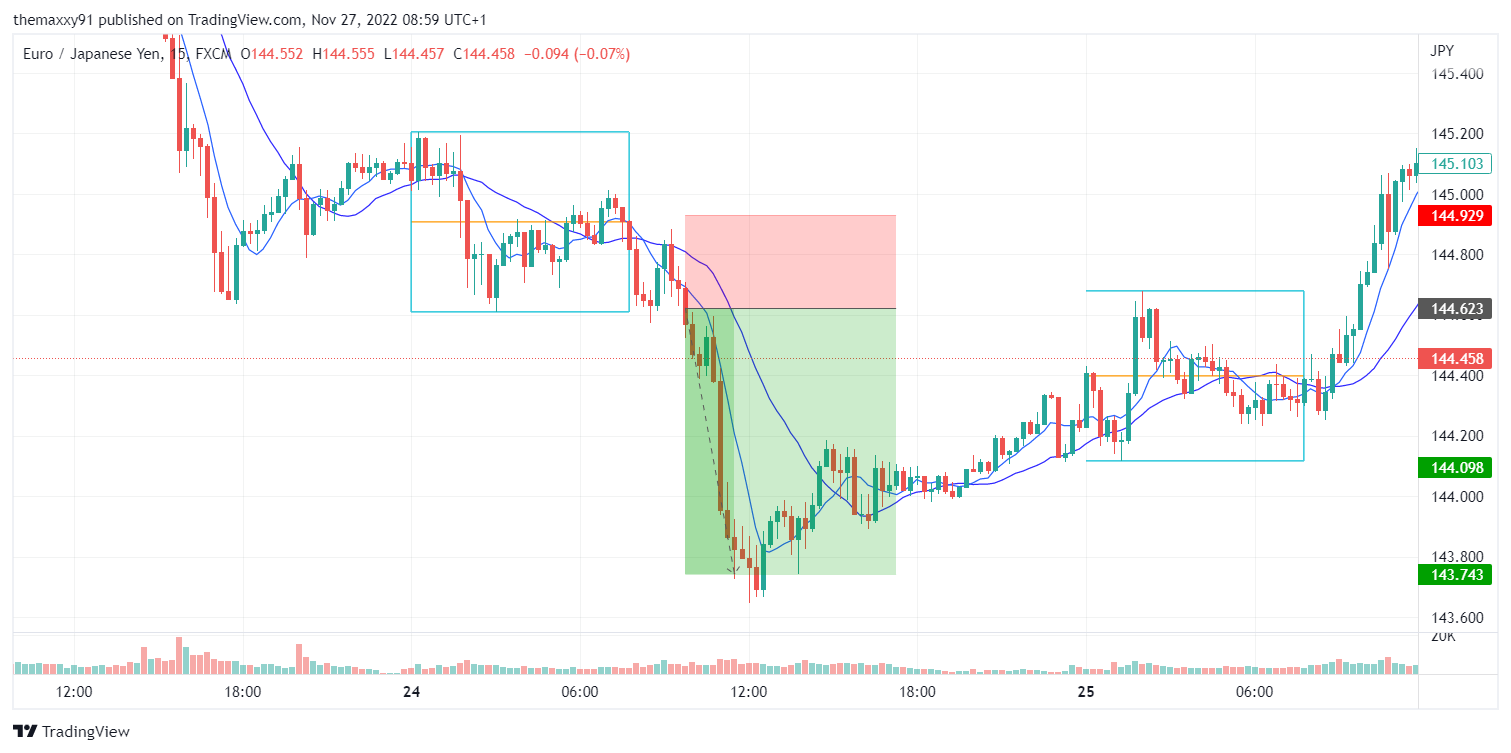 themaxxy91 published on TradingView.com, Nov 27, 2022 08:59 UTC+1
Euro / Japanese Yen, 15, FXCM O144.552 H144.555 L144.457 C144.458 −0.094 (−0.07%)
JPY
145.400
145.200
145.103
145.000
144.929
144.800
144.623
144.458
144.400
144.200
144.098
144.000
143.800
143.743
143.600
20K
12:00 18:00 24 06:00 12:00 18:00 25 06:00
TradingView